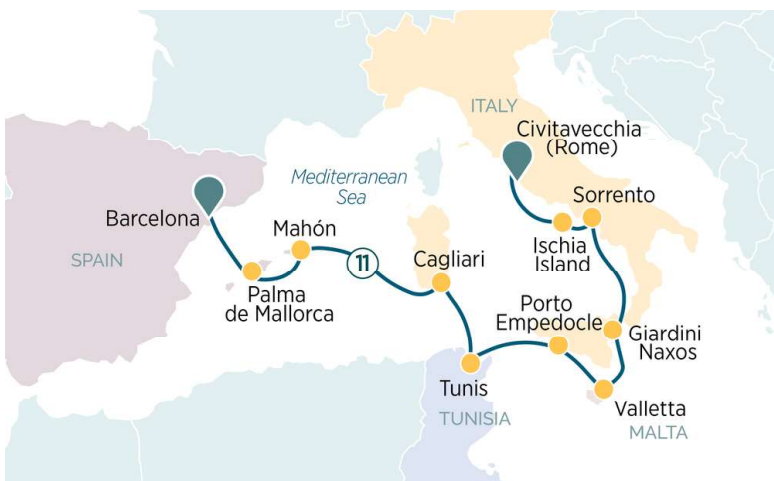 ITALY
Civitavecchia
(Rome)
Mediterranean
Sea
Sorrento
Barcelona
Mahón
Ischia
Island
SPAIN
11
Cagliari
Palma
de Mallorca
Porto
Empedocle
Giardini
Naxos
Tunis
Valletta
TUNISIA
MALTA